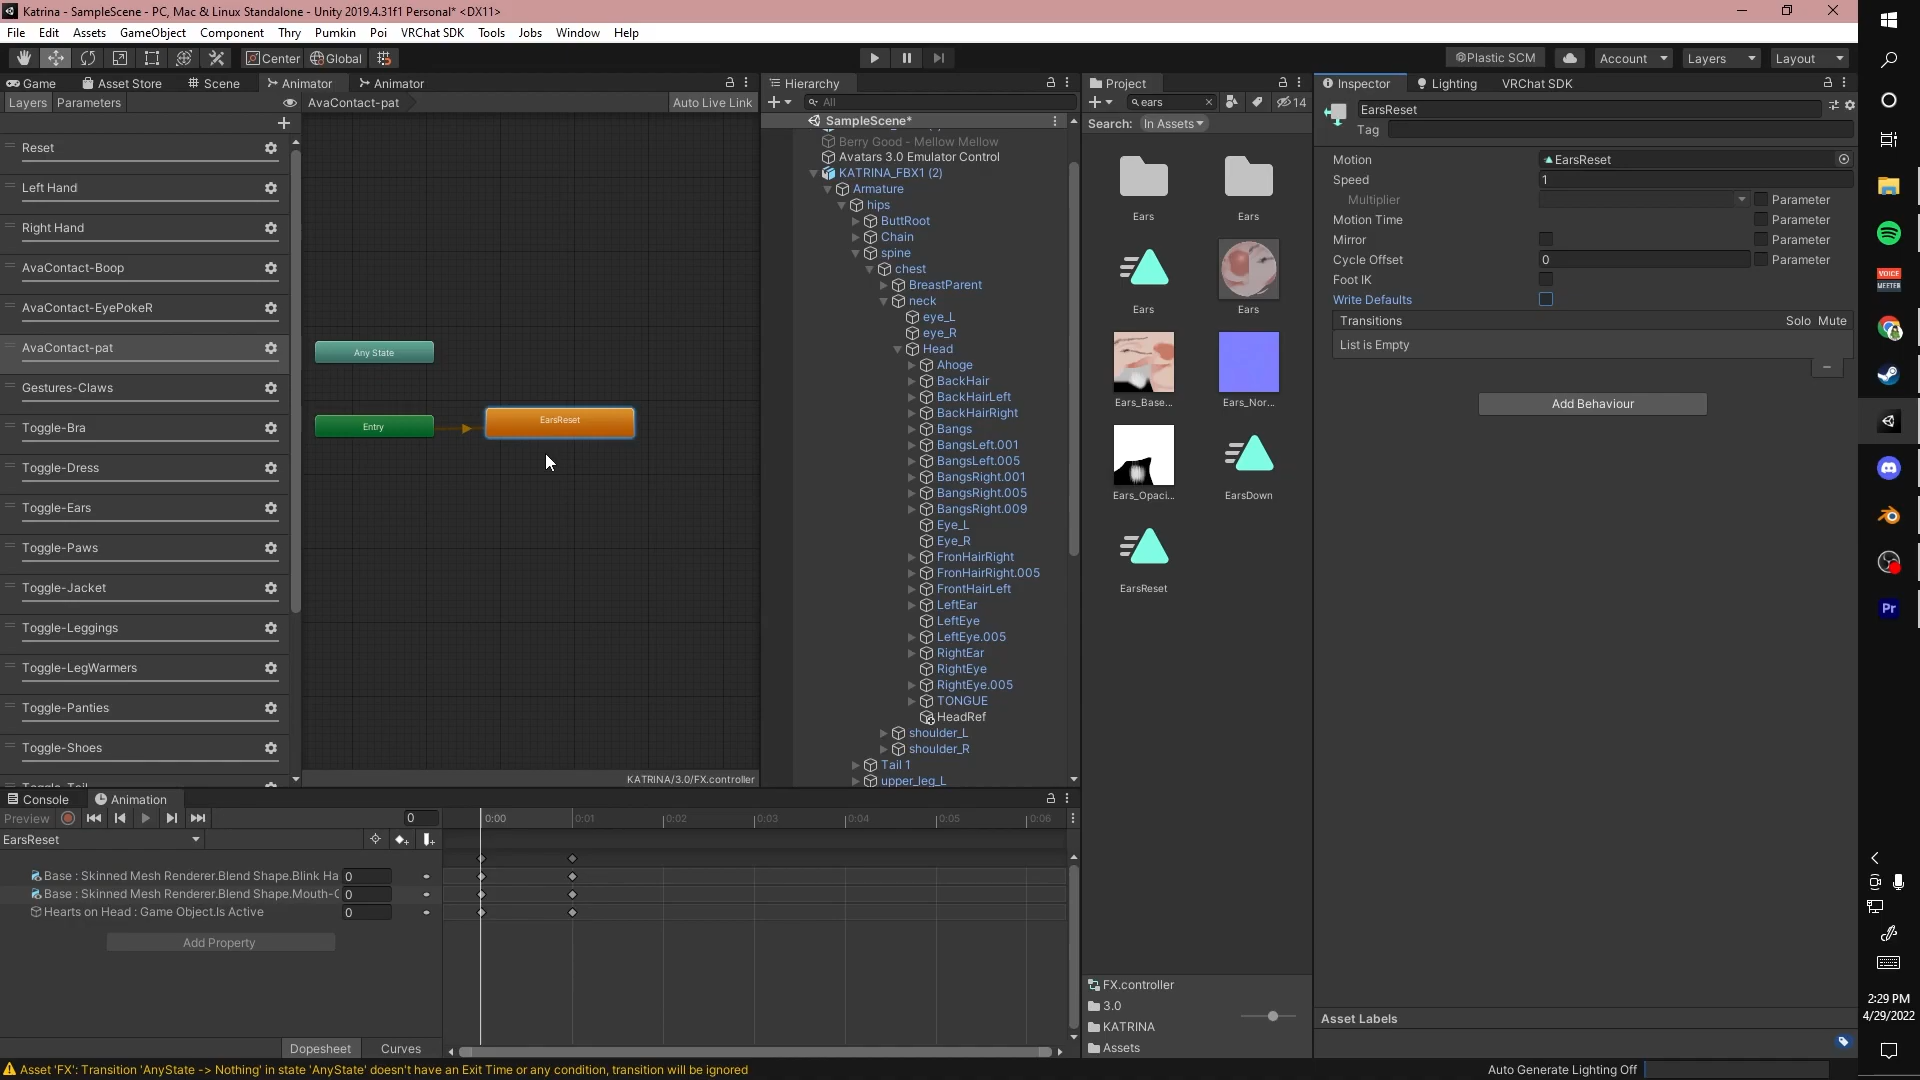 Katrina - SampleScene - PC, Mac & Linux Standalone - Unity 2019.4.31f1 Personal* <DX11>
File Edit Assets GameObject Component Thry Pumkin Poi VRChat SDK Tools Jobs Window Help
Center Global Plastic SCM Account Layers Layout
Game Asset Store Scene Animator Animator
Layers Parameters AvaContact-pat Auto Live Link
Reset
Left Hand
Right Hand
AvaContact-Boop
AvaContact-EyePokeR
AvaContact-pat
Gestures-Claws
Toggle-Bra
Toggle-Dress
Toggle-Ears
Toggle-Paws
Toggle-Jacket
Toggle-Leggings
Toggle-LegWarmers
Toggle-Panties
Toggle-Shoes
Any State
Entry
EarsReset
KATRINA/3.0/FX.controller
Hierarchy
All
SampleScene*
Berry Good - Mellow Mellow
Avatars 3.0 Emulator Control
KATRINA_FBX1 (2)
Armature
hips
ButtRoot
Chain
spine
chest
BreastParent
neck
eye_L
eye_R
Head
Ahoge
BackHair
BackHairLeft
BackHairRight
Bangs
BangsLeft.001
BangsLeft.005
BangsRight.001
BangsRight.005
BangsRight.009
Eye_L
Eye_R
FronHairRight
FronHairRight.005
FrontHairLeft
LeftEar
LeftEye
LeftEye.005
RightEar
RightEye
RightEye.005
TONGUE
HeadRef
shoulder_L
shoulder_R
Tail 1
upper_leg_L
Project
ears 14
Search: In Assets
Ears Ears
Ears Ears
Ears_Base... Ears_Nor...
Ears_Opaci... EarsDown
EarsReset
FX.controller
3.0
KATRINA
Assets
Inspector Lighting VRChat SDK
EarsReset
Tag
Motion EarsReset
Speed 1
Multiplier Parameter
Motion Time Parameter
Mirror Parameter
Cycle Offset 0 Parameter
Foot IK
Write Defaults
Transitions Solo Mute
List is Empty
Add Behaviour
Asset Labels
Console Animation
Preview 0 0:00 0:01 0:02 0:03 0:04 0:05 0:06
EarsReset
Base : Skinned Mesh Renderer.Blend Shape.Blink Ha 0
Base : Skinned Mesh Renderer.Blend Shape.Mouth- 0
Hearts on Head : Game Object.Is Active 0
Add Property
Dopesheet Curves
Asset 'FX': Transition 'AnyState -> Nothing' in state 'AnyState' doesn't have an Exit Time or any condition, transition will be ignored
Auto Generate Lighting Off
VOICE
MEETER
Pr
2:29 PM
4/29/2022